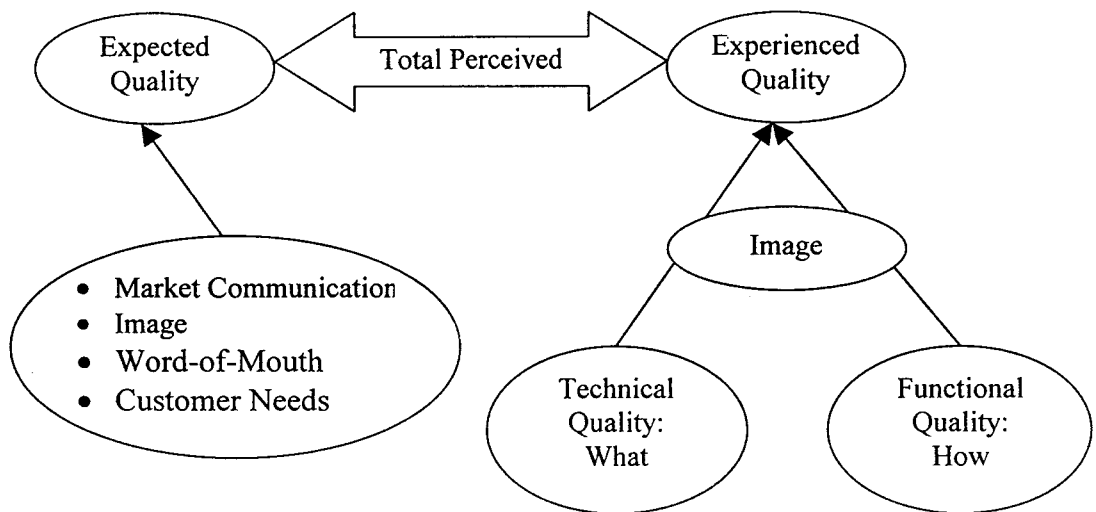 Expected
Quality
Total Perceived
Experienced
Quality
Image
• Market Communication
• Image
• Word-of-Mouth
• Customer Needs
Technical
Quality:
What
Functional
Quality:
How